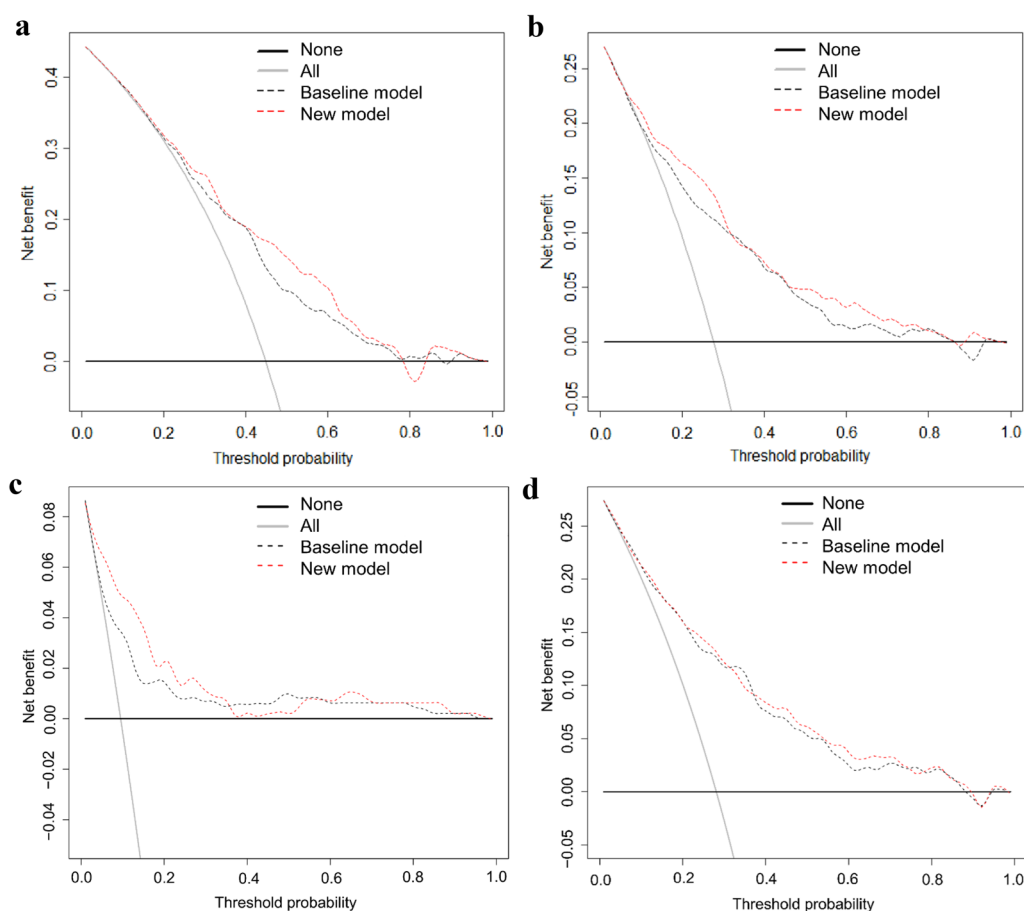 a
None
All
Baseline model
New model
Net benefit
0.4
0.3
0.2
0.1
0.0
0.0 0.2 0.4 0.6 0.8 1.0
Threshold probability
b
None
All
Baseline model
New model
Net benefit
0.25
0.20
0.15
0.10
0.05
0.00
−0.05
0.0 0.2 0.4 0.6 0.8 1.0
Threshold probability
c
None
All
Baseline model
New model
Net benefit
0.08
0.06
0.04
0.02
0.00
−0.02
−0.04
0.0 0.2 0.4 0.6 0.8 1.0
Threshold probability
d
None
All
Baseline model
New model
Net benefit
0.25
0.20
0.15
0.10
0.05
0.00
−0.05
0.0 0.2 0.4 0.6 0.8 1.0
Threshold probability